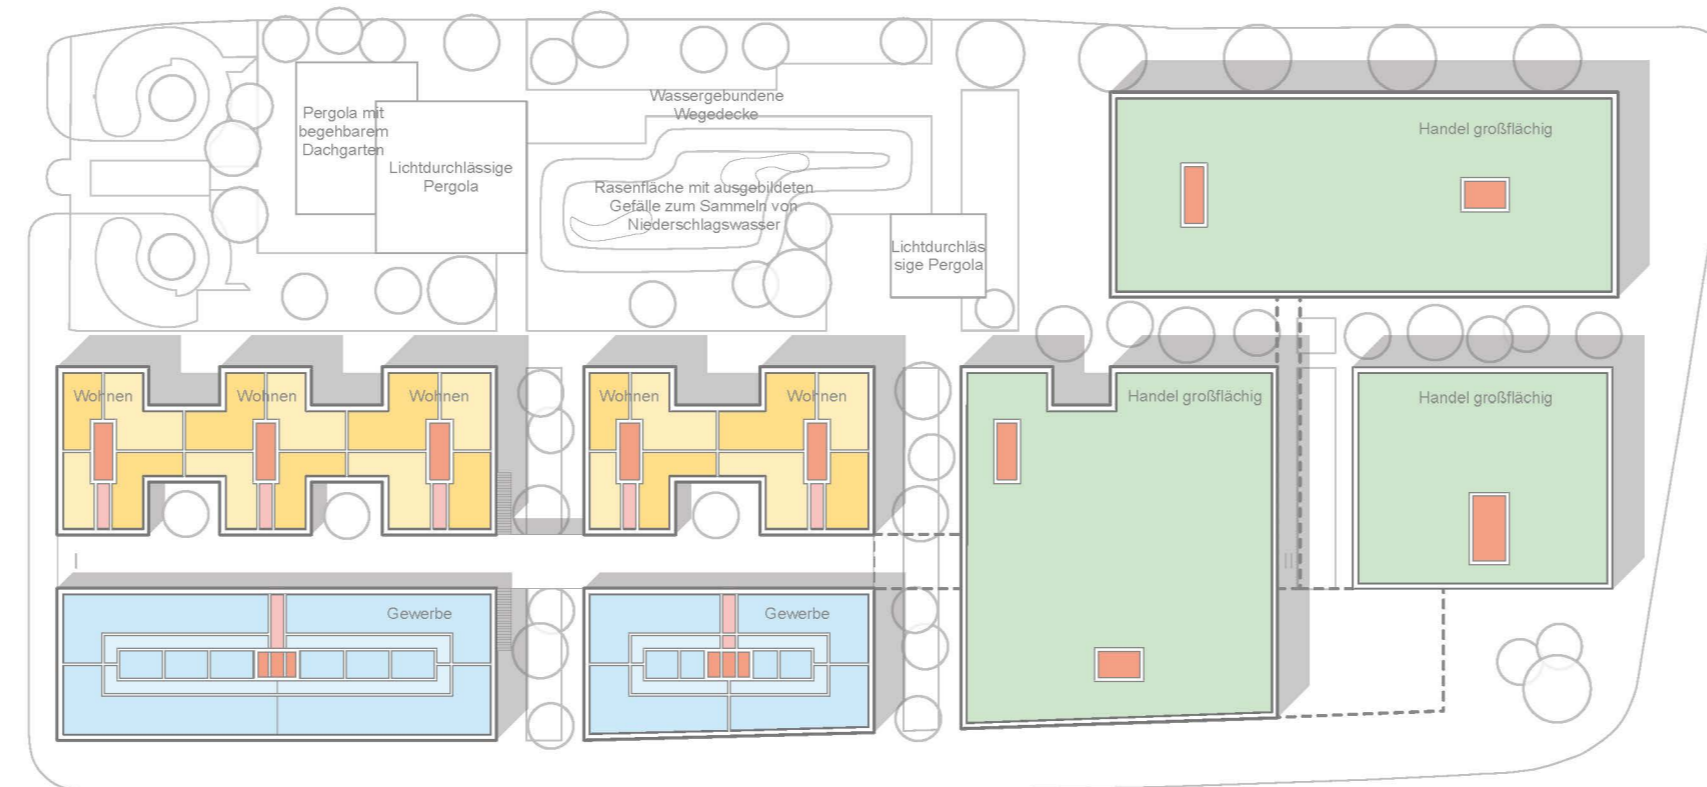 Wassergebundene
Wegedecke
Pergola mit
begehbarem
Dachgarten
Lichtdurchlässige
Pergola
Rasenfläche mit ausgebildeten
Gefälle zum Sammeln von
Niederschlagswasser
Lichtdurchläs
sige Pergola
Handel großflächig
Wohnen
Wohnen
Wohnen
Wohnen
Wohnen
Handel großflächig
Handel großflächig
I
II
Gewerbe
Gewerbe